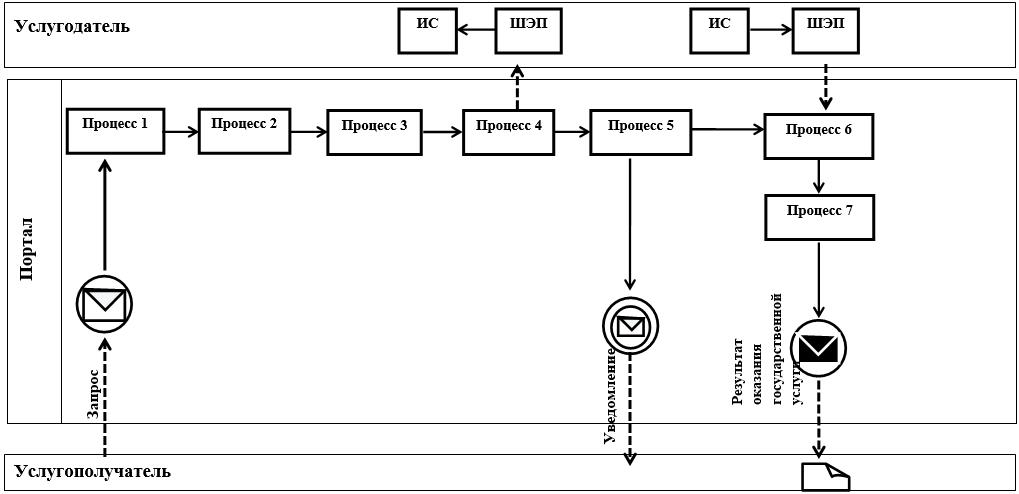 Услугодатель
ИС
ШЭП
ИС
ШЭП
Портал
Процесс 1
Процесс 2
Процесс 3
Процесс 4
Процесс 5
Процесс 6
Процесс 7
Запрос
Уведомление
Результат
оказания
государственной
услуги
Услугополучатель